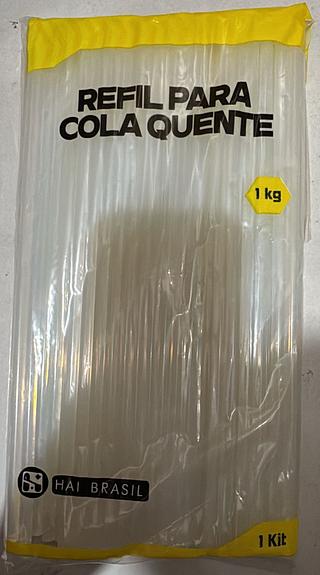 REFIL PARA
COLA QUENTE
1 kg
HAI BRASIL
1 Kit